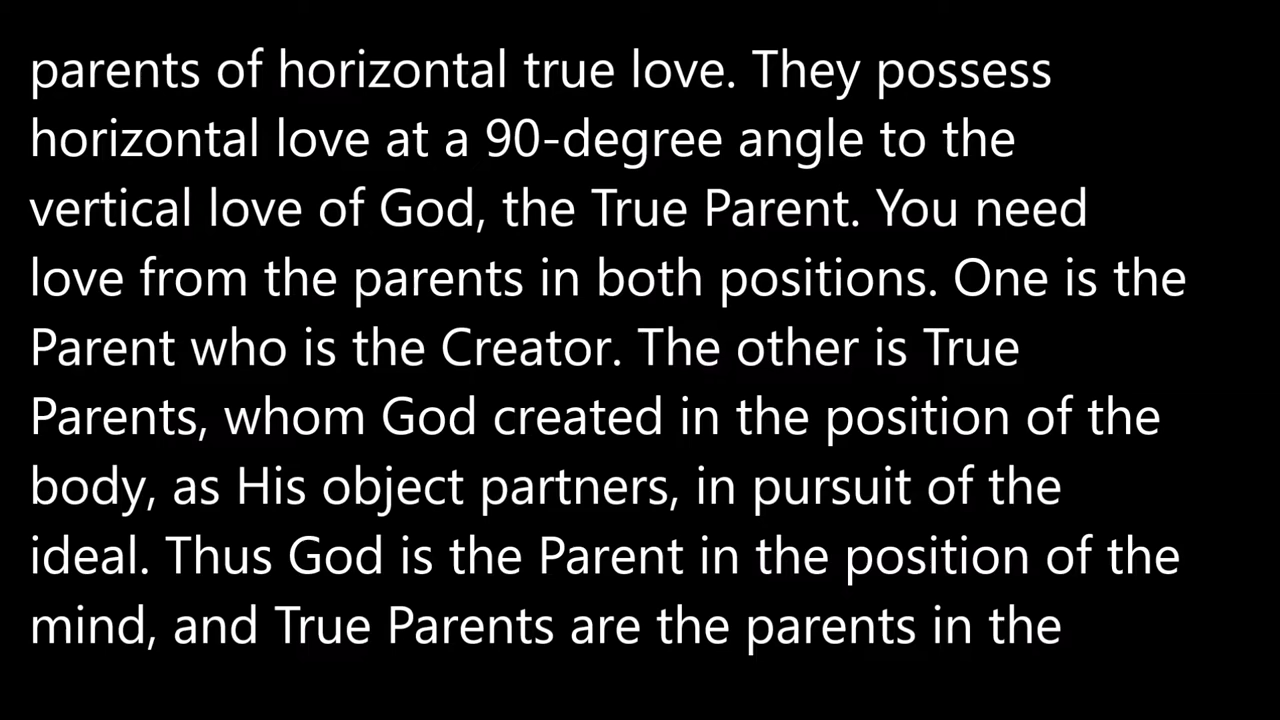 parents of horizontal true love. They possess
horizontal love at a 90-degree angle to the
vertical love of God, the True Parent. You need
love from the parents in both positions. One is the
Parent who is the Creator. The other is True
Parents, whom God created in the position of the
body, as His object partners, in pursuit of the
ideal. Thus God is the Parent in the position of the
mind, and True Parents are the parents in the